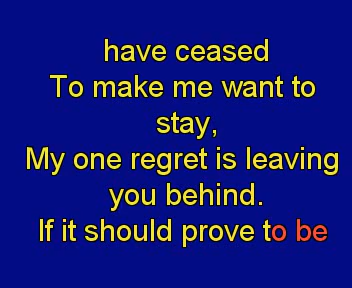 have ceased
To make me want to
stay,
My one regret is leaving
you behind.
If it should prove to be